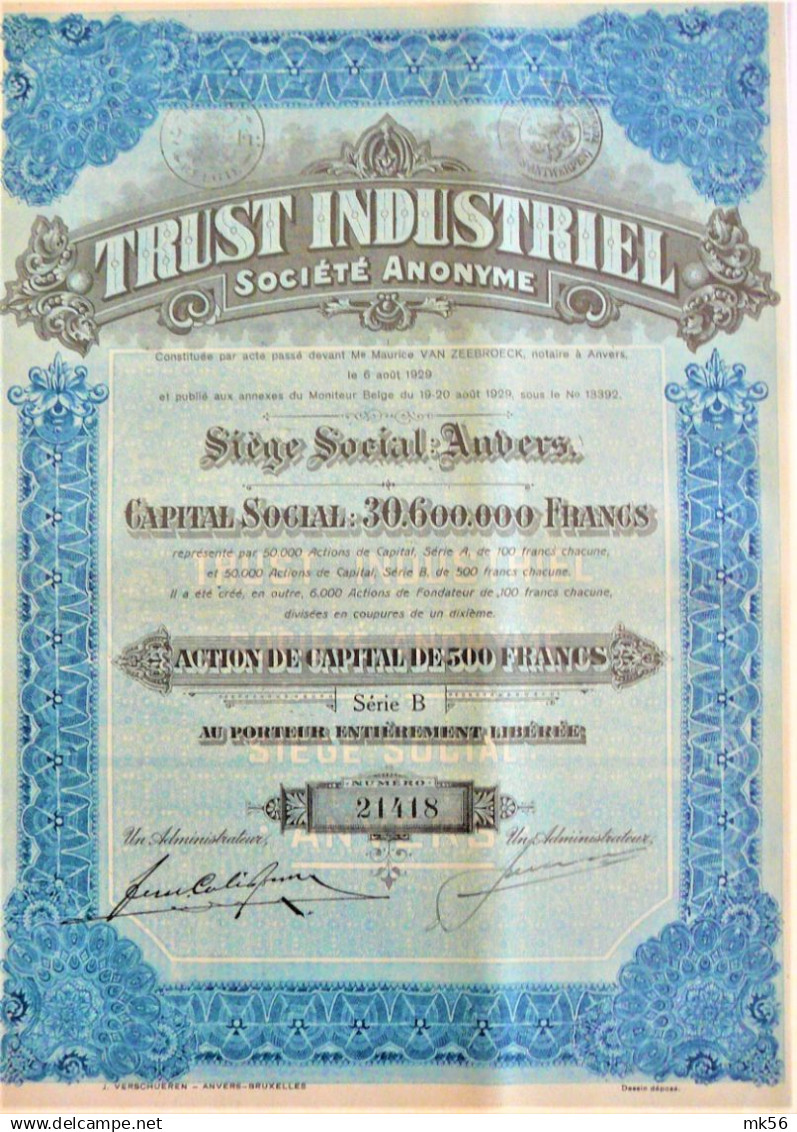 TRUST INDUSTRIEL
SOCIÉTÉ ANONYME
Constituée par acte passé devant Me Maurice VAN ZEEBROECK, notaire à Anvers,
le 6 août 1929
et publié aux annexes du Moniteur Belge du 19-20 août 1929, sous le No 13392.
Siège Social: Anvers.
CAPITAL SOCIAL: 30.600.000 FRANCS
représenté par 50.000 Actions de Capital, Série A, de 100 francs chacune,
et 50.000 Actions de Capital, Série B, de 500 francs chacune.
Il a été créé, en outre, 6.000 Actions de Fondateur de 100 francs chacune,
divisées en coupures de un dixième.
SOCIÉTÉ ANONYME
ACTION DE CAPITAL DE 500 FRANCS
Série B
AU PORTEUR ENTIÈREMENT LIBÉRÉE
SIÈGE SOCIAL
NUMÉRO
21418
ANVERS
Un Administrateur, Un Administrateur,
J. VERSCHUEREN – ANVERS-BRUXELLES Dessin déposé.
mk56